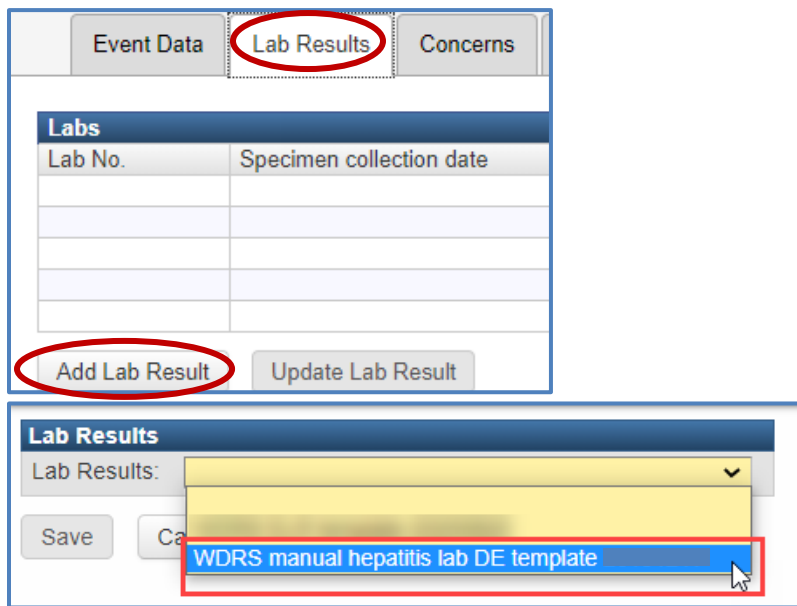 Event Data Lab Results Concerns
Labs
Lab No. Specimen collection date
Add Lab Result Update Lab Result
Lab Results
Lab Results:
Save Ca
WDRS manual hepatitis lab DE template